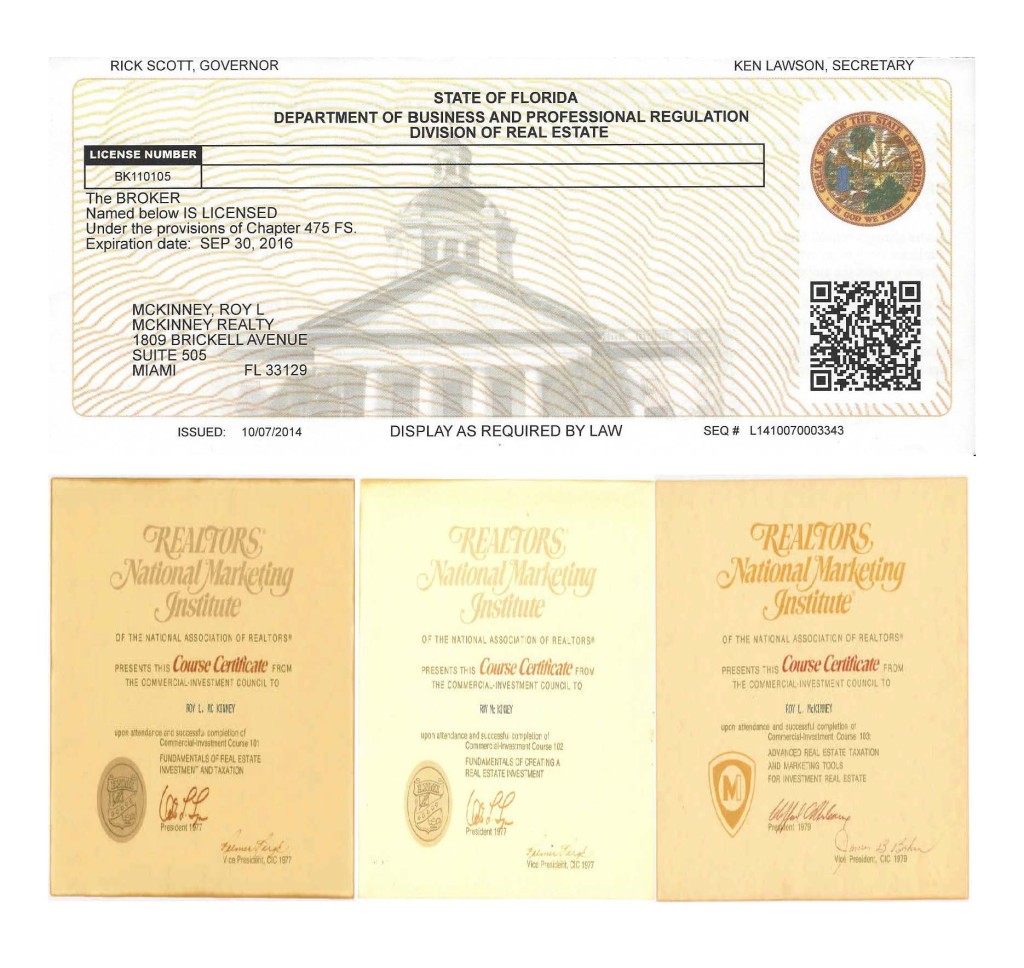 RICK SCOTT, GOVERNOR
KEN LAWSON, SECRETARY
STATE OF FLORIDA
DEPARTMENT OF BUSINESS AND PROFESSIONAL REGULATION
DIVISION OF REAL ESTATE
GREAT SEAL OF THE STATE OF FLORIDA
IN GOD WE TRUST
LICENSE NUMBER
BK110105
The BROKER
Named below IS LICENSED
Under the provisions of Chapter 475 FS.
Expiration date: SEP 30, 2016
MCKINNEY, ROY L
MCKINNEY REALTY
1809 BRICKELL AVENUE
SUITE 505
MIAMI FL 33129
ISSUED: 10/07/2014
DISPLAY AS REQUIRED BY LAW
SEQ # L1410070003343
REALTORS®
National Marketing
Institute
OF THE NATIONAL ASSOCIATION OF REALTORS®
PRESENTS THIS Course Certificate FROM
THE COMMERCIAL-INVESTMENT COUNCIL TO
ROY L. MC KINNEY
upon attendance and successful completion of
Commercial-Investment Course 101
FUNDAMENTALS OF REAL ESTATE
INVESTMENT AND TAXATION
President 1977
Vice President, CIC 1977
REALTORS®
National Marketing
Institute
OF THE NATIONAL ASSOCIATION OF REALTORS®
PRESENTS THIS Course Certificate FROM
THE COMMERCIAL-INVESTMENT COUNCIL TO
ROY
upon attendance and successful completion of
Commercial-Investment Course 102
FUNDAMENTALS OF CREATING A
REAL ESTATE INVESTMENT
President 1977
Vice President, CIC 1977
REALTORS®
National Marketing
Institute®
OF THE NATIONAL ASSOCIATION OF REALTORS®
PRESENTS THIS Course Certificate FROM
THE COMMERCIAL-INVESTMENT COUNCIL TO
ROY L. McKINNEY
upon attendance and successful completion of
Commercial-Investment Course 103:
ADVANCED REAL ESTATE TAXATION
AND MARKETING TOOLS
FOR INVESTMENT REAL ESTATE
M
President 1979
Vice President, CIC 1979